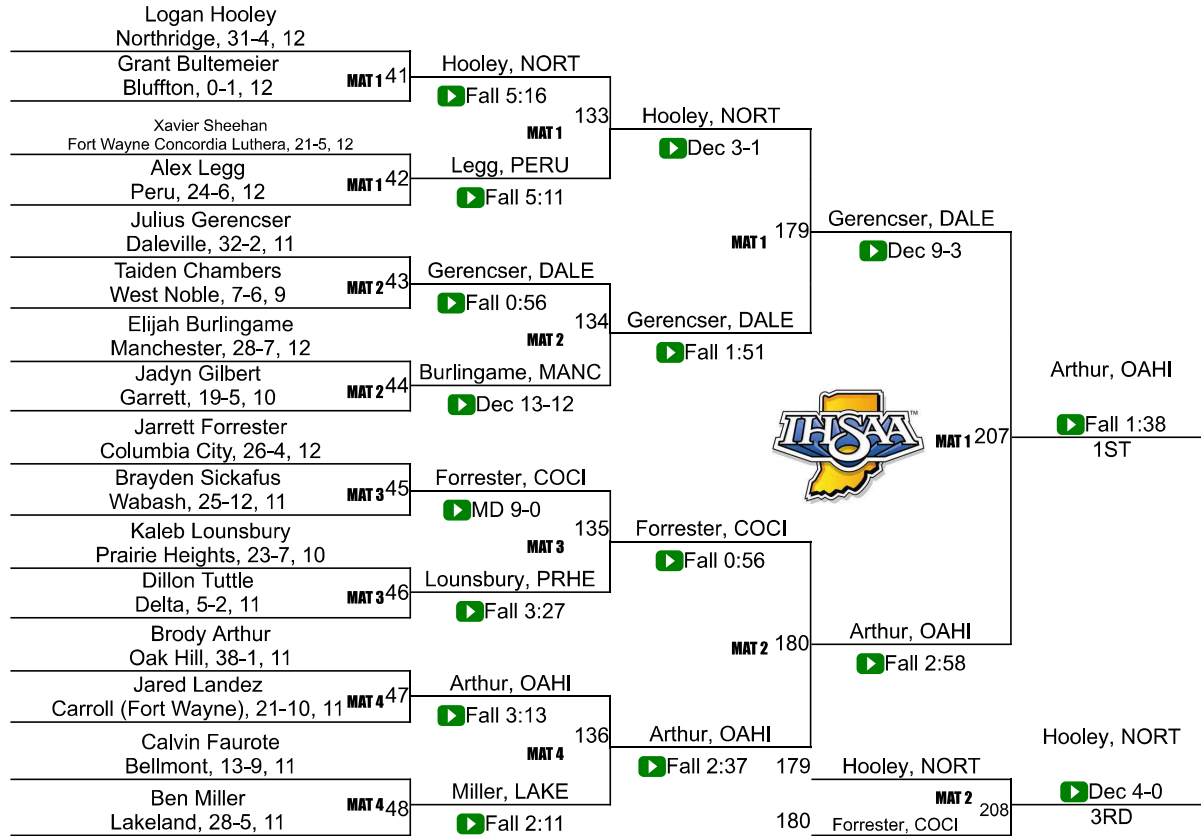 Logan Hooley
Northridge, 31-4, 12
Grant Bultemeier
Bluffton, 0-1, 12
MAT 1 41
Hooley, NORT
Fall 5:16
Xavier Sheehan
Fort Wayne Concordia Luthera, 21-5, 12
Alex Legg
Peru, 24-6, 12
MAT 1 42
Legg, PERU
Fall 5:11
MAT 1 133
Hooley, NORT
Dec 3-1
Julius Gerencser
Daleville, 32-2, 11
Taiden Chambers
West Noble, 7-6, 9
MAT 2 43
Gerencser, DALE
Fall 0:56
Elijah Burlingame
Manchester, 28-7, 12
Jadyn Gilbert
Garrett, 19-5, 10
MAT 2 44
Burlingame, MANC
Dec 13-12
MAT 2 134
Gerencser, DALE
Fall 1:51
MAT 1 179
Gerencser, DALE
Dec 9-3
Jarrett Forrester
Columbia City, 26-4, 12
Brayden Sickafus
Wabash, 25-12, 11
MAT 3 45
Forrester, COCI
MD 9-0
Kaleb Lounsbury
Prairie Heights, 23-7, 10
Dillon Tuttle
Delta, 5-2, 11
MAT 3 46
Lounsbury, PRHE
Fall 3:27
MAT 3 135
Forrester, COCI
Fall 0:56
Brody Arthur
Oak Hill, 38-1, 11
Jared Landez
Carroll (Fort Wayne), 21-10, 11
MAT 4 47
Arthur, OAHI
Fall 3:13
Calvin Faurote
Bellmont, 13-9, 11
Ben Miller
Lakeland, 28-5, 11
MAT 4 48
Miller, LAKE
Fall 2:11
MAT 4 136
Arthur, OAHI
Fall 2:37
MAT 2 180
Arthur, OAHI
Fall 2:58
IHSAA™
MAT 1 207
Arthur, OAHI
Fall 1:38
1ST
179 Hooley, NORT
180 Forrester, COCI
MAT 2 208
Hooley, NORT
Dec 4-0
3RD